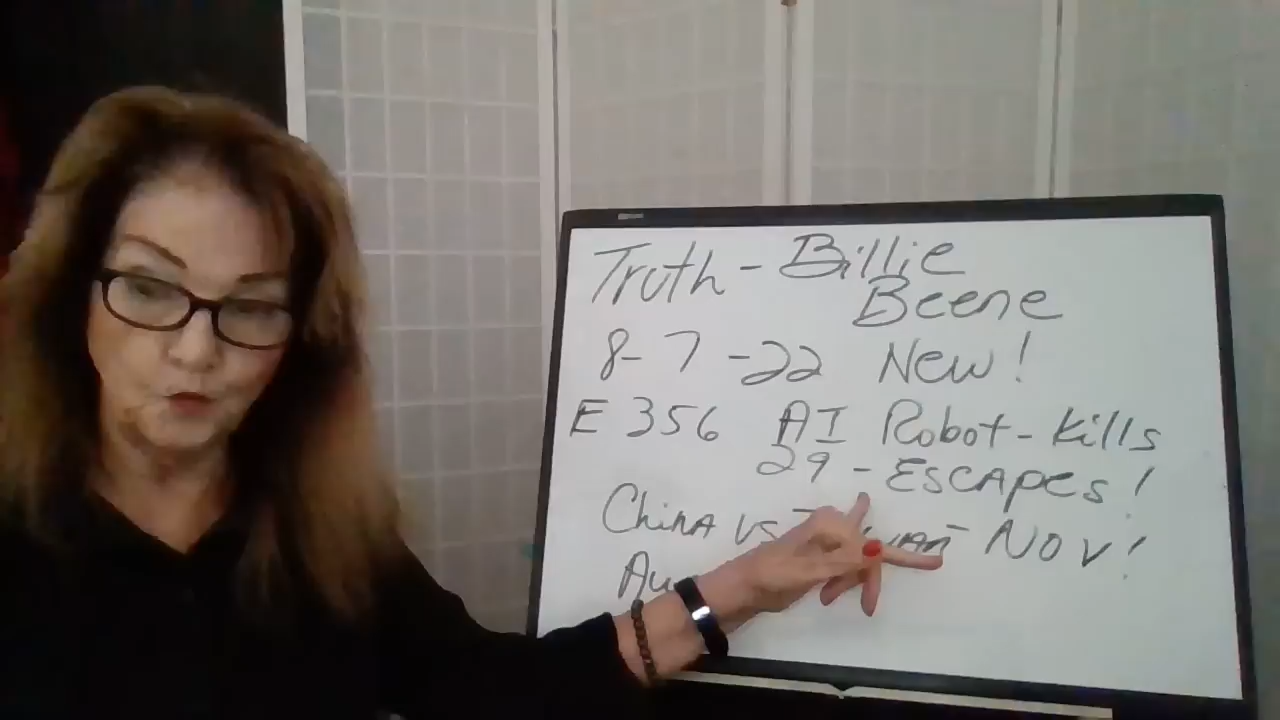 Truth - Billie
Beene
8-7-22 New!
E 356 AI Robot - Kills
29 - Escapes!
China vs - Nov!